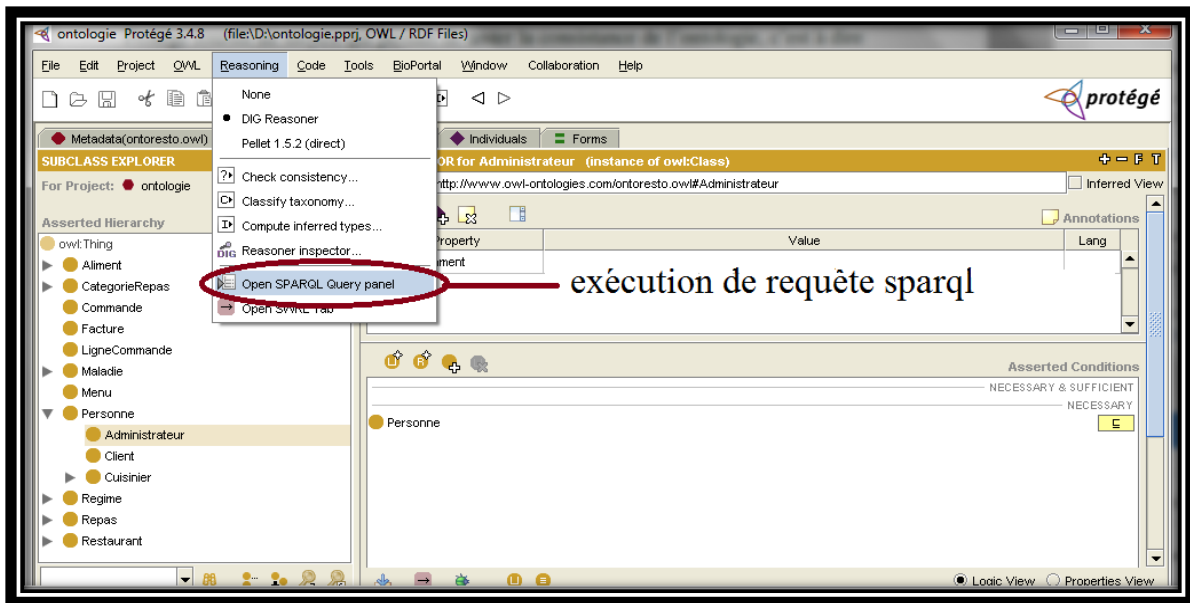 ontologie Protégé 3.4.8 (file:\D:\ontologie.pprj, OWL / RDF Files)
File Edit Project OWL Reasoning Code Tools BioPortal Window Collaboration Help
protégé
None
DIG Reasoner
Pellet 1.5.2 (direct)
Check consistency...
Classify taxonomy...
Compute inferred types...
DIG Reasoner inspector...
Open SPARQL Query panel
Open SWRL Tab
exécution de requête sparql
Metadata(ontoresto.owl) Individuals Forms
SUBCLASS EXPLORER
For Project: ontologie
Asserted Hierarchy
owl:Thing
Aliment
CategorieRepas
Commande
Facture
LigneCommande
Maladie
Menu
Personne
Administrateur
Client
Cuisinier
Regime
Repas
Restaurant
OR for Administrateur (instance of owl:Class)
http://www.owl-ontologies.com/ontoresto.owl#Administrateur Inferred View
Annotations
Property Value Lang
ment
Asserted Conditions
NECESSARY & SUFFICIENT
NECESSARY
Personne
Logic View Properties View